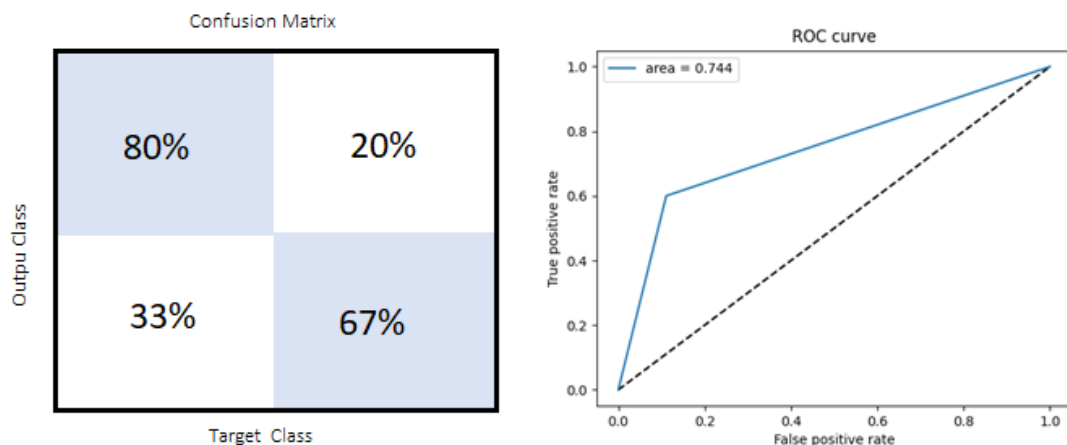 Confusion Matrix
80%
20%
33%
67%
Outpu Class
Target Class
ROC curve
area = 0.744
1.0
0.8
0.6
0.4
0.2
0.0
True positive rate
0.0
0.2
0.4
0.6
0.8
1.0
False positive rate